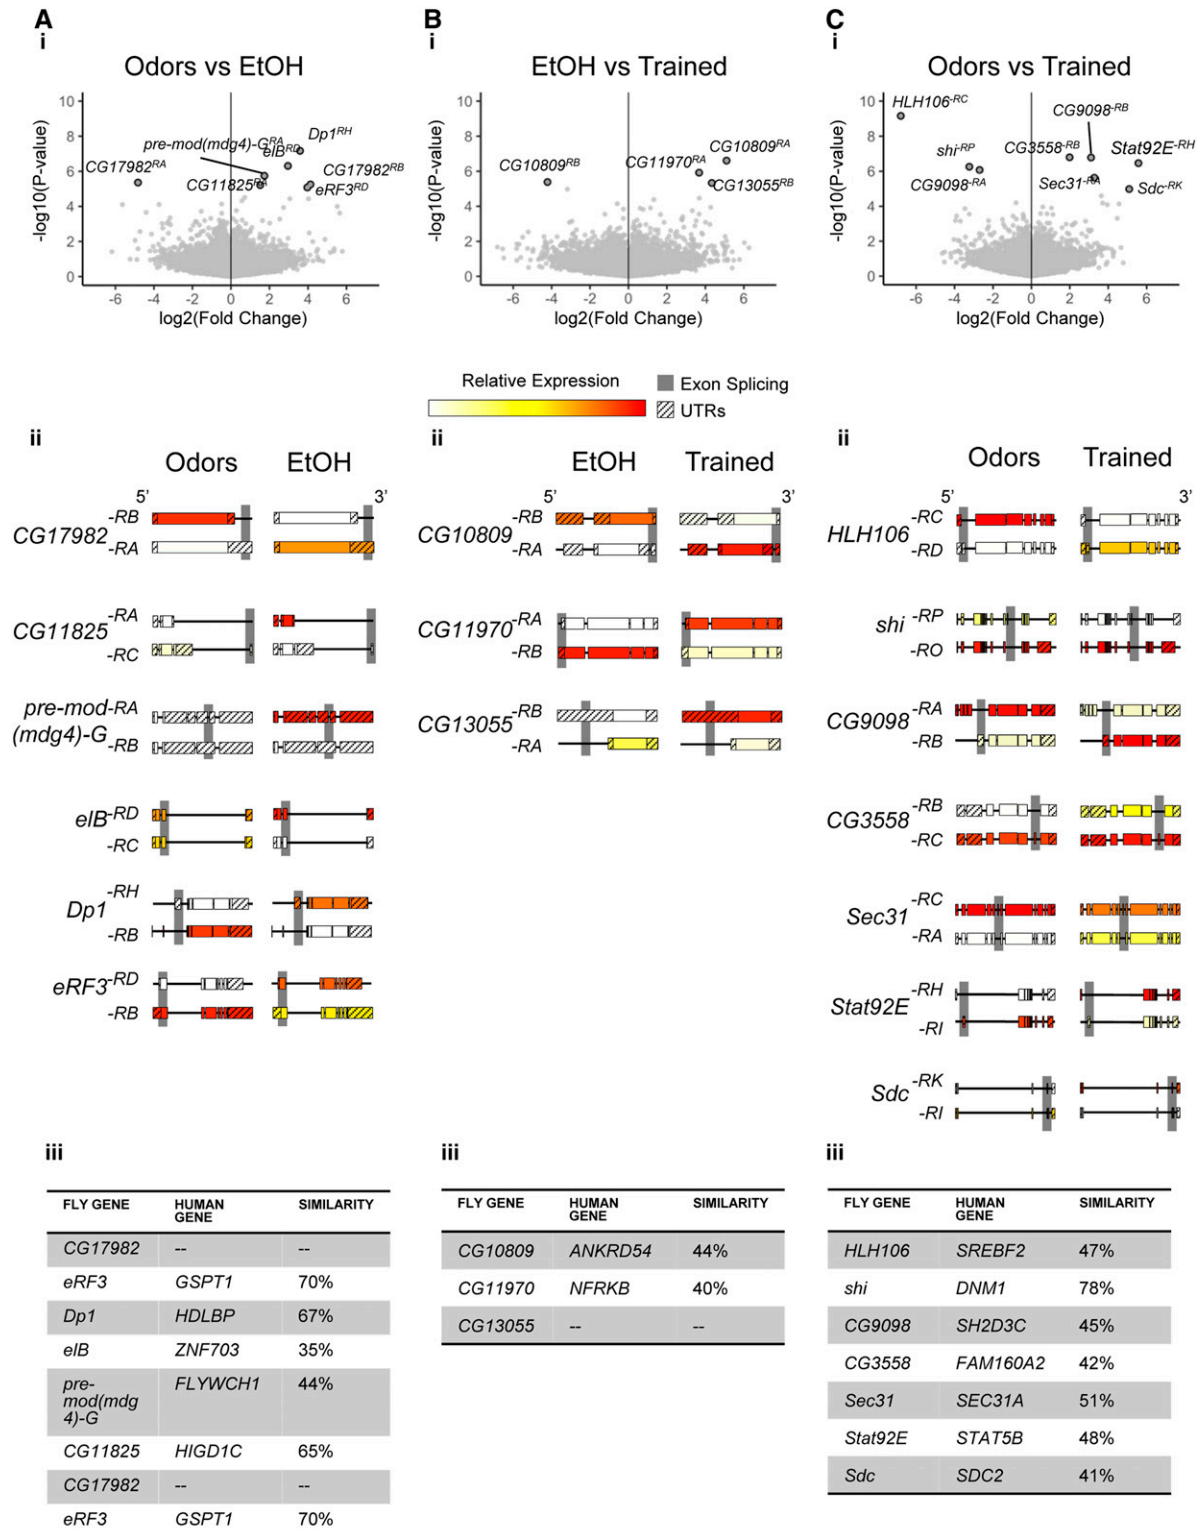 A
i
Odors vs EtOH
-log10(P-value)
10
8
6
4
2
0
pre-mod(mdg4)-G^RA
Dp1^RH
elB^RD
CG17982^RA
CG17982^RB
CG11825^RA
eRF3^RD
-6 -4 -2 0 2 4 6
log2(Fold Change)
B
i
EtOH vs Trained
-log10(P-value)
10
8
6
4
2
0
CG10809^RB
CG11970^RA
CG10809^RA
CG13055^RB
-6 -4 -2 0 2 4 6
log2(Fold Change)
C
i
Odors vs Trained
-log10(P-value)
10
8
6
4
2
0
HLH106^-RC
CG9098^-RB
shi^-RP
CG3558^-RB
Stat92E^-RH
CG9098^-RA
Sec31^-RA
Sdc^-RK
-6 -4 -2 0 2 4 6
log2(Fold Change)
Relative Expression
Exon Splicing
UTRs
ii
Odors EtOH
5' 3'
CG17982 -RB
-RA
CG11825 -RA
-RC
pre-mod (mdg4)-G -RA
-RB
elB -RD
-RC
Dp1 -RH
-RB
eRF3 -RD
-RB
ii
EtOH Trained
5' 3'
CG10809 -RB
-RA
CG11970 -RA
-RB
CG13055 -RB
-RA
ii
Odors Trained
5' 3'
HLH106 -RC
-RD
shi -RP
-RO
CG9098 -RA
-RB
CG3558 -RB
-RC
Sec31 -RC
-RA
Stat92E -RH
-RI
Sdc -RK
-RI
iii
FLY GENE HUMAN GENE SIMILARITY
CG17982 -- --
eRF3 GSPT1 70%
Dp1 HDLBP 67%
elB ZNF703 35%
pre-mod(mdg4)-G FLYWCH1 44%
CG11825 HIGD1C 65%
CG17982 -- --
eRF3 GSPT1 70%
iii
FLY GENE HUMAN GENE SIMILARITY
CG10809 ANKRD54 44%
CG11970 NFRKB 40%
CG13055 -- --
iii
FLY GENE HUMAN GENE SIMILARITY
HLH106 SREBF2 47%
shi DNM1 78%
CG9098 SH2D3C 45%
CG3558 FAM160A2 42%
Sec31 SEC31A 51%
Stat92E STAT5B 48%
Sdc SDC2 41%